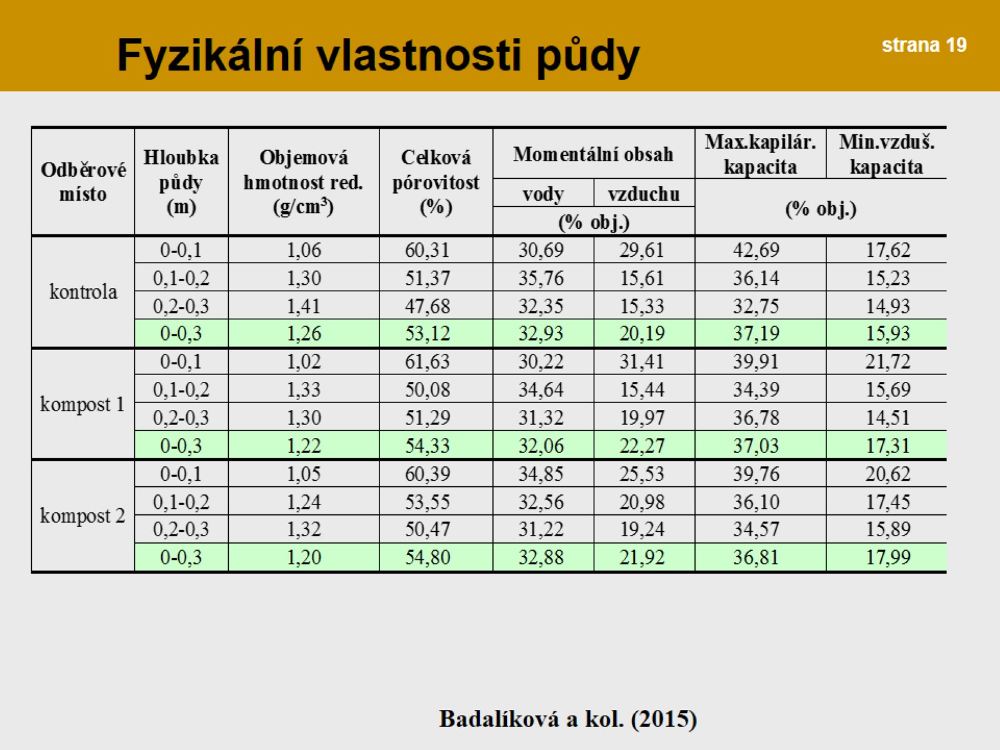 Fyzikální vlastnosti půdy
strana 19
Odběrové místo
Hloubka půdy (m)
Objemová hmotnost red. (g/cm³)
Celková pórovitost (%)
Momentální obsah
vody vzduchu
(% obj.)
Max.kapilár. kapacita
Min.vzduš. kapacita
(% obj.)
kontrola
0-0,1 1,06 60,31 30,69 29,61 42,69 17,62
0,1-0,2 1,30 51,37 35,76 15,61 36,14 15,23
0,2-0,3 1,41 47,68 32,35 15,33 32,75 14,93
0-0,3 1,26 53,12 32,93 20,19 37,19 15,93
kompost 1
0-0,1 1,02 61,63 30,22 31,41 39,91 21,72
0,1-0,2 1,33 50,08 34,64 15,44 34,39 15,69
0,2-0,3 1,30 51,29 31,32 19,97 36,78 14,51
0-0,3 1,22 54,33 32,06 22,27 37,03 17,31
kompost 2
0-0,1 1,05 60,39 34,85 25,53 39,76 20,62
0,1-0,2 1,24 53,55 32,56 20,98 36,10 17,45
0,2-0,3 1,32 50,47 31,22 19,24 34,57 15,89
0-0,3 1,20 54,80 32,88 21,92 36,81 17,99
Badalíková a kol. (2015)